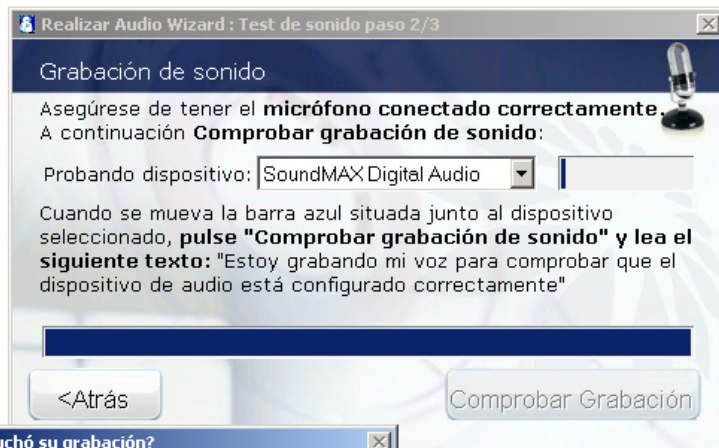 Realizar Audio Wizard : Test de sonido paso 2/3
Grabación de sonido
Asegúrese de tener el micrófono conectado correctamente.
A continuación Comprobar grabación de sonido:
Probando dispositivo: SoundMAX Digital Audio
Cuando se mueva la barra azul situada junto al dispositivo
seleccionado, pulse "Comprobar grabación de sonido" y lea el
siguiente texto: "Estoy grabando mi voz para comprobar que el
dispositivo de audio está configurado correctamente"
<Atrás
Comprobar Grabación
su grabación?